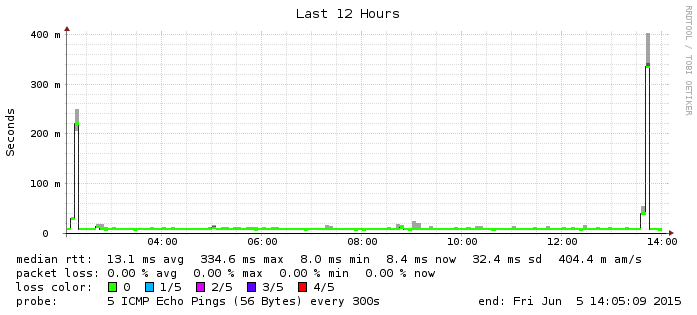 Last 12 Hours
RRDTOOL / TOBI OETIKER
Seconds
400 m
300 m
200 m
100 m
0
04:00 06:00 08:00 10:00 12:00 14:00
median rtt: 13.1 ms avg 334.6 ms max 8.0 ms min 8.4 ms now 32.4 ms sd 404.4 m am/s
packet loss: 0.00 % avg 0.00 % max 0.00 % min 0.00 % now
loss color: 0 1/5 2/5 3/5 4/5
probe: 5 ICMP Echo Pings (56 Bytes) every 300s end: Fri Jun 5 14:05:09 2015